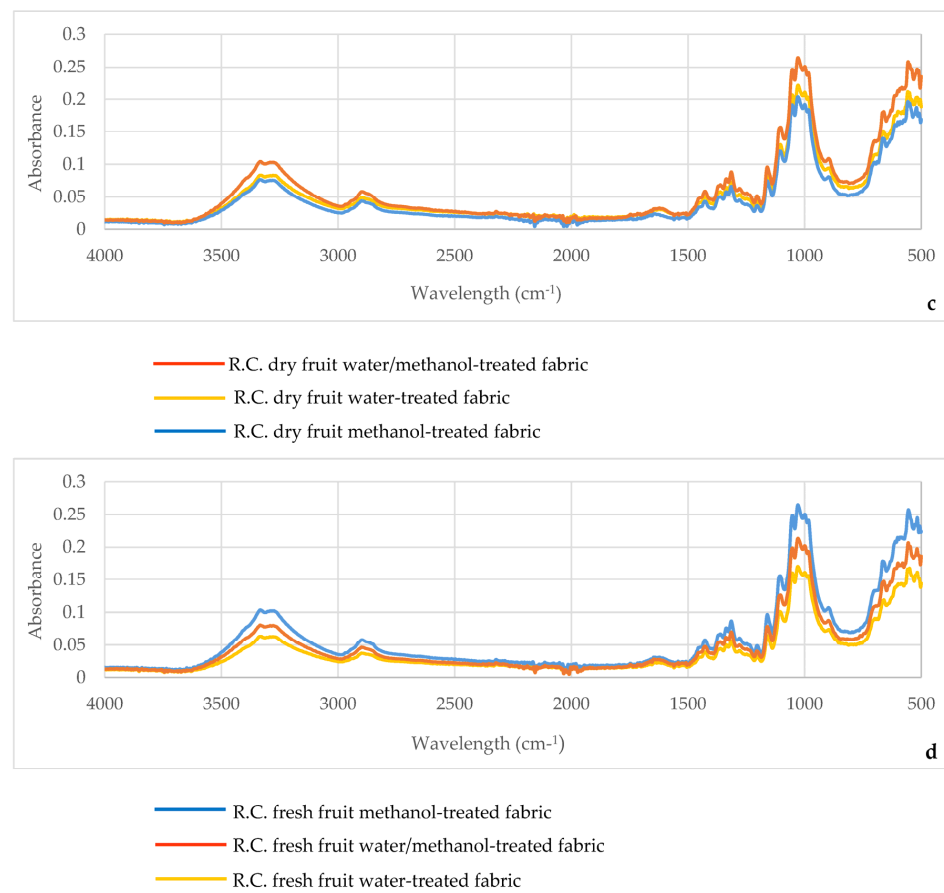 0.3
0.25
0.2
0.15
0.1
0.05
0
Absorbance
4000 3500 3000 2500 2000 1500 1000 500
Wavelength (cm-1)
c
R.C. dry fruit water/methanol-treated fabric
R.C. dry fruit water-treated fabric
R.C. dry fruit methanol-treated fabric
0.3
0.25
0.2
0.15
0.1
0.05
0
Absorbance
4000 3500 3000 2500 2000 1500 1000 500
Wavelength (cm-1)
d
R.C. fresh fruit methanol-treated fabric
R.C. fresh fruit water/methanol-treated fabric
R.C. fresh fruit water-treated fabric